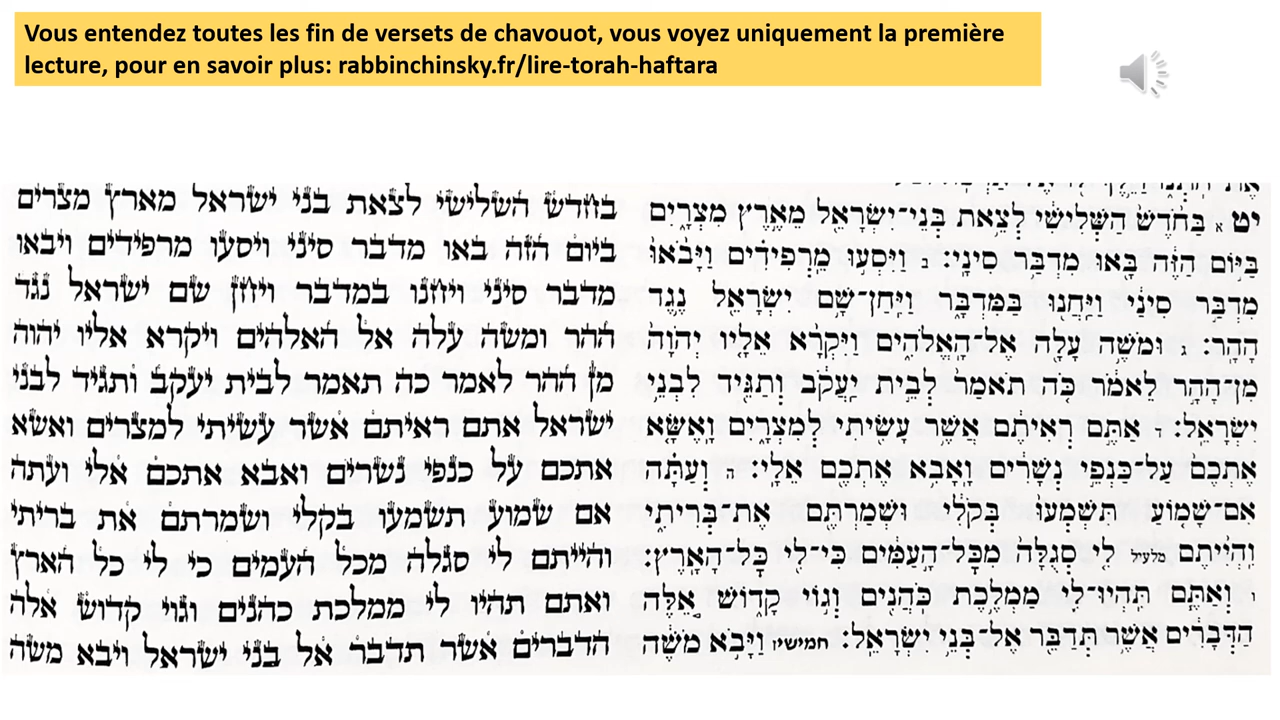 Vous entendez toutes les fin de versets de chavouot, vous voyez uniquement la première
lecture, pour en savoir plus: rabbinchinsky.fr/lire-torah-haftara
יט א בַּחֹ֙דֶשׁ֙ הַשְּׁלִישִׁ֔י לְצֵ֥את בְּנֵי־יִשְׂרָאֵ֖ל מֵאֶ֣רֶץ מִצְרָ֑יִם
בַּיּ֣וֹם הַזֶּ֔ה בָּ֖אוּ מִדְבַּ֥ר סִינָֽי׃ ב וַיִּסְע֣וּ מֵרְפִידִ֗ים וַיָּבֹ֙אוּ֙
מִדְבַּ֣ר סִינַ֔י וַֽיַּחֲנ֖וּ בַּמִּדְבָּ֑ר וַיִּֽחַן־שָׁ֥ם יִשְׂרָאֵ֖ל נֶ֥גֶד
הָהָֽר׃ ג וּמֹשֶׁ֥ה עָלָ֖ה אֶל־הָאֱלֹהִ֑ים וַיִּקְרָ֨א אֵלָ֤יו יְהֹוָה֙
מִן־הָהָ֣ר לֵאמֹ֔ר כֹּ֤ה תֹאמַר֙ לְבֵ֣ית יַעֲקֹ֔ב וְתַגֵּ֖יד לִבְנֵ֥י
יִשְׂרָאֵֽל׃ ד אַתֶּ֣ם רְאִיתֶ֔ם אֲשֶׁ֥ר עָשִׂ֖יתִי לְמִצְרָ֑יִם וָאֶשָּׂ֤א
אֶתְכֶם֙ עַל־כַּנְפֵ֣י נְשָׁרִ֔ים וָאָבִ֥א אֶתְכֶ֖ם אֵלָֽי׃ ה וְעַתָּ֗ה
אִם־שָׁמ֤וֹעַ תִּשְׁמְעוּ֙ בְּקֹלִ֔י וּשְׁמַרְתֶּ֖ם אֶת־בְּרִיתִ֑י
וִהְיִ֨יתֶם מלעיל לִ֤י סְגֻלָּה֙ מִכָּל־הָ֣עַמִּ֔ים כִּי־לִ֖י כָּל־הָאָֽרֶץ׃
ו וְאַתֶּ֧ם תִּֽהְיוּ־לִ֛י מַמְלֶ֥כֶת כֹּהֲנִ֖ים וְג֣וֹי קָד֑וֹשׁ אֵ֚לֶּה
הַדְּבָרִ֔ים אֲשֶׁ֥ר תְּדַבֵּ֖ר אֶל־בְּנֵ֥י יִשְׂרָאֵֽל׃ חמישי ז וַיָּבֹ֣א מֹשֶׁ֔ה
בחדש השלישי לצאת בני ישראל מארץ מצרים
ביום הזה באו מדבר סיני ויסעו מרפידים ויבאו
מדבר סיני ויחנו במדבר ויחן שם ישראל נגד
ההר ומשה עלה אל האלהים ויקרא אליו יהוה
מן ההר לאמר כה תאמר לבית יעקב ותגיד לבני
ישראל אתם ראיתם אשר עשיתי למצרים ואשא
אתכם על כנפי נשרים ואבא אתכם אלי ועתה
אם שמוע תשמעו בקלי ושמרתם את בריתי
והייתם לי סגלה מכל העמים כי לי כל הארץ
ואתם תהיו לי ממלכת כהנים וגוי קדוש אלה
הדברים אשר תדבר אל בני ישראל ויבא משה